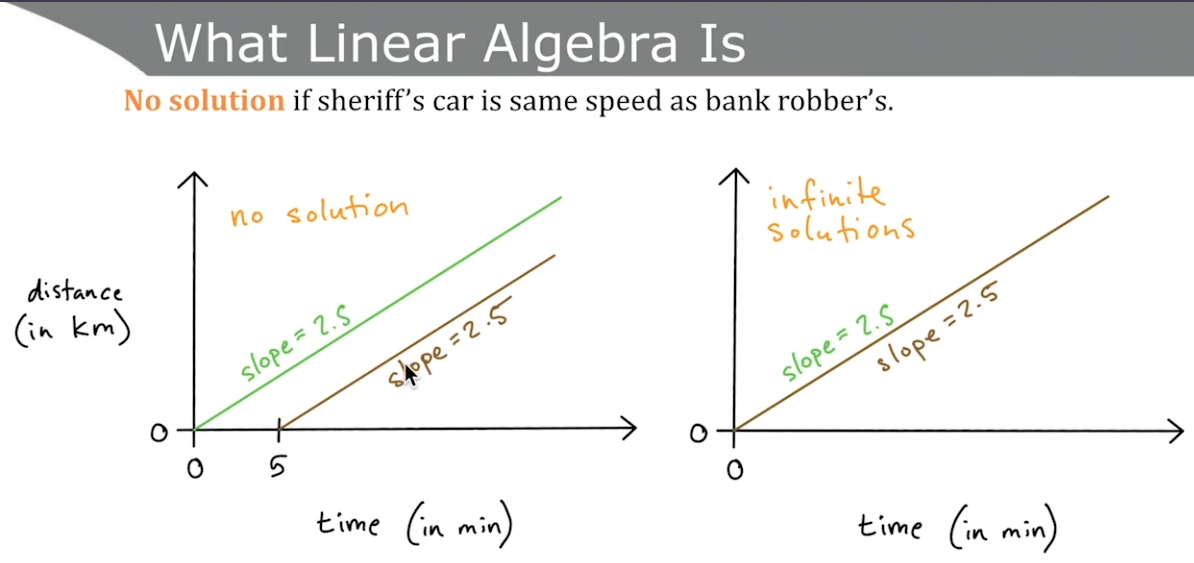 What Linear Algebra Is
No solution if sheriff's car is same speed as bank robber's.
no solution
distance
(in km)
slope = 2.5
slope = 2.5
0
0
5
time (in min)
infinite
solutions
slope = 2.5
slope = 2.5
0
0
time (in min)